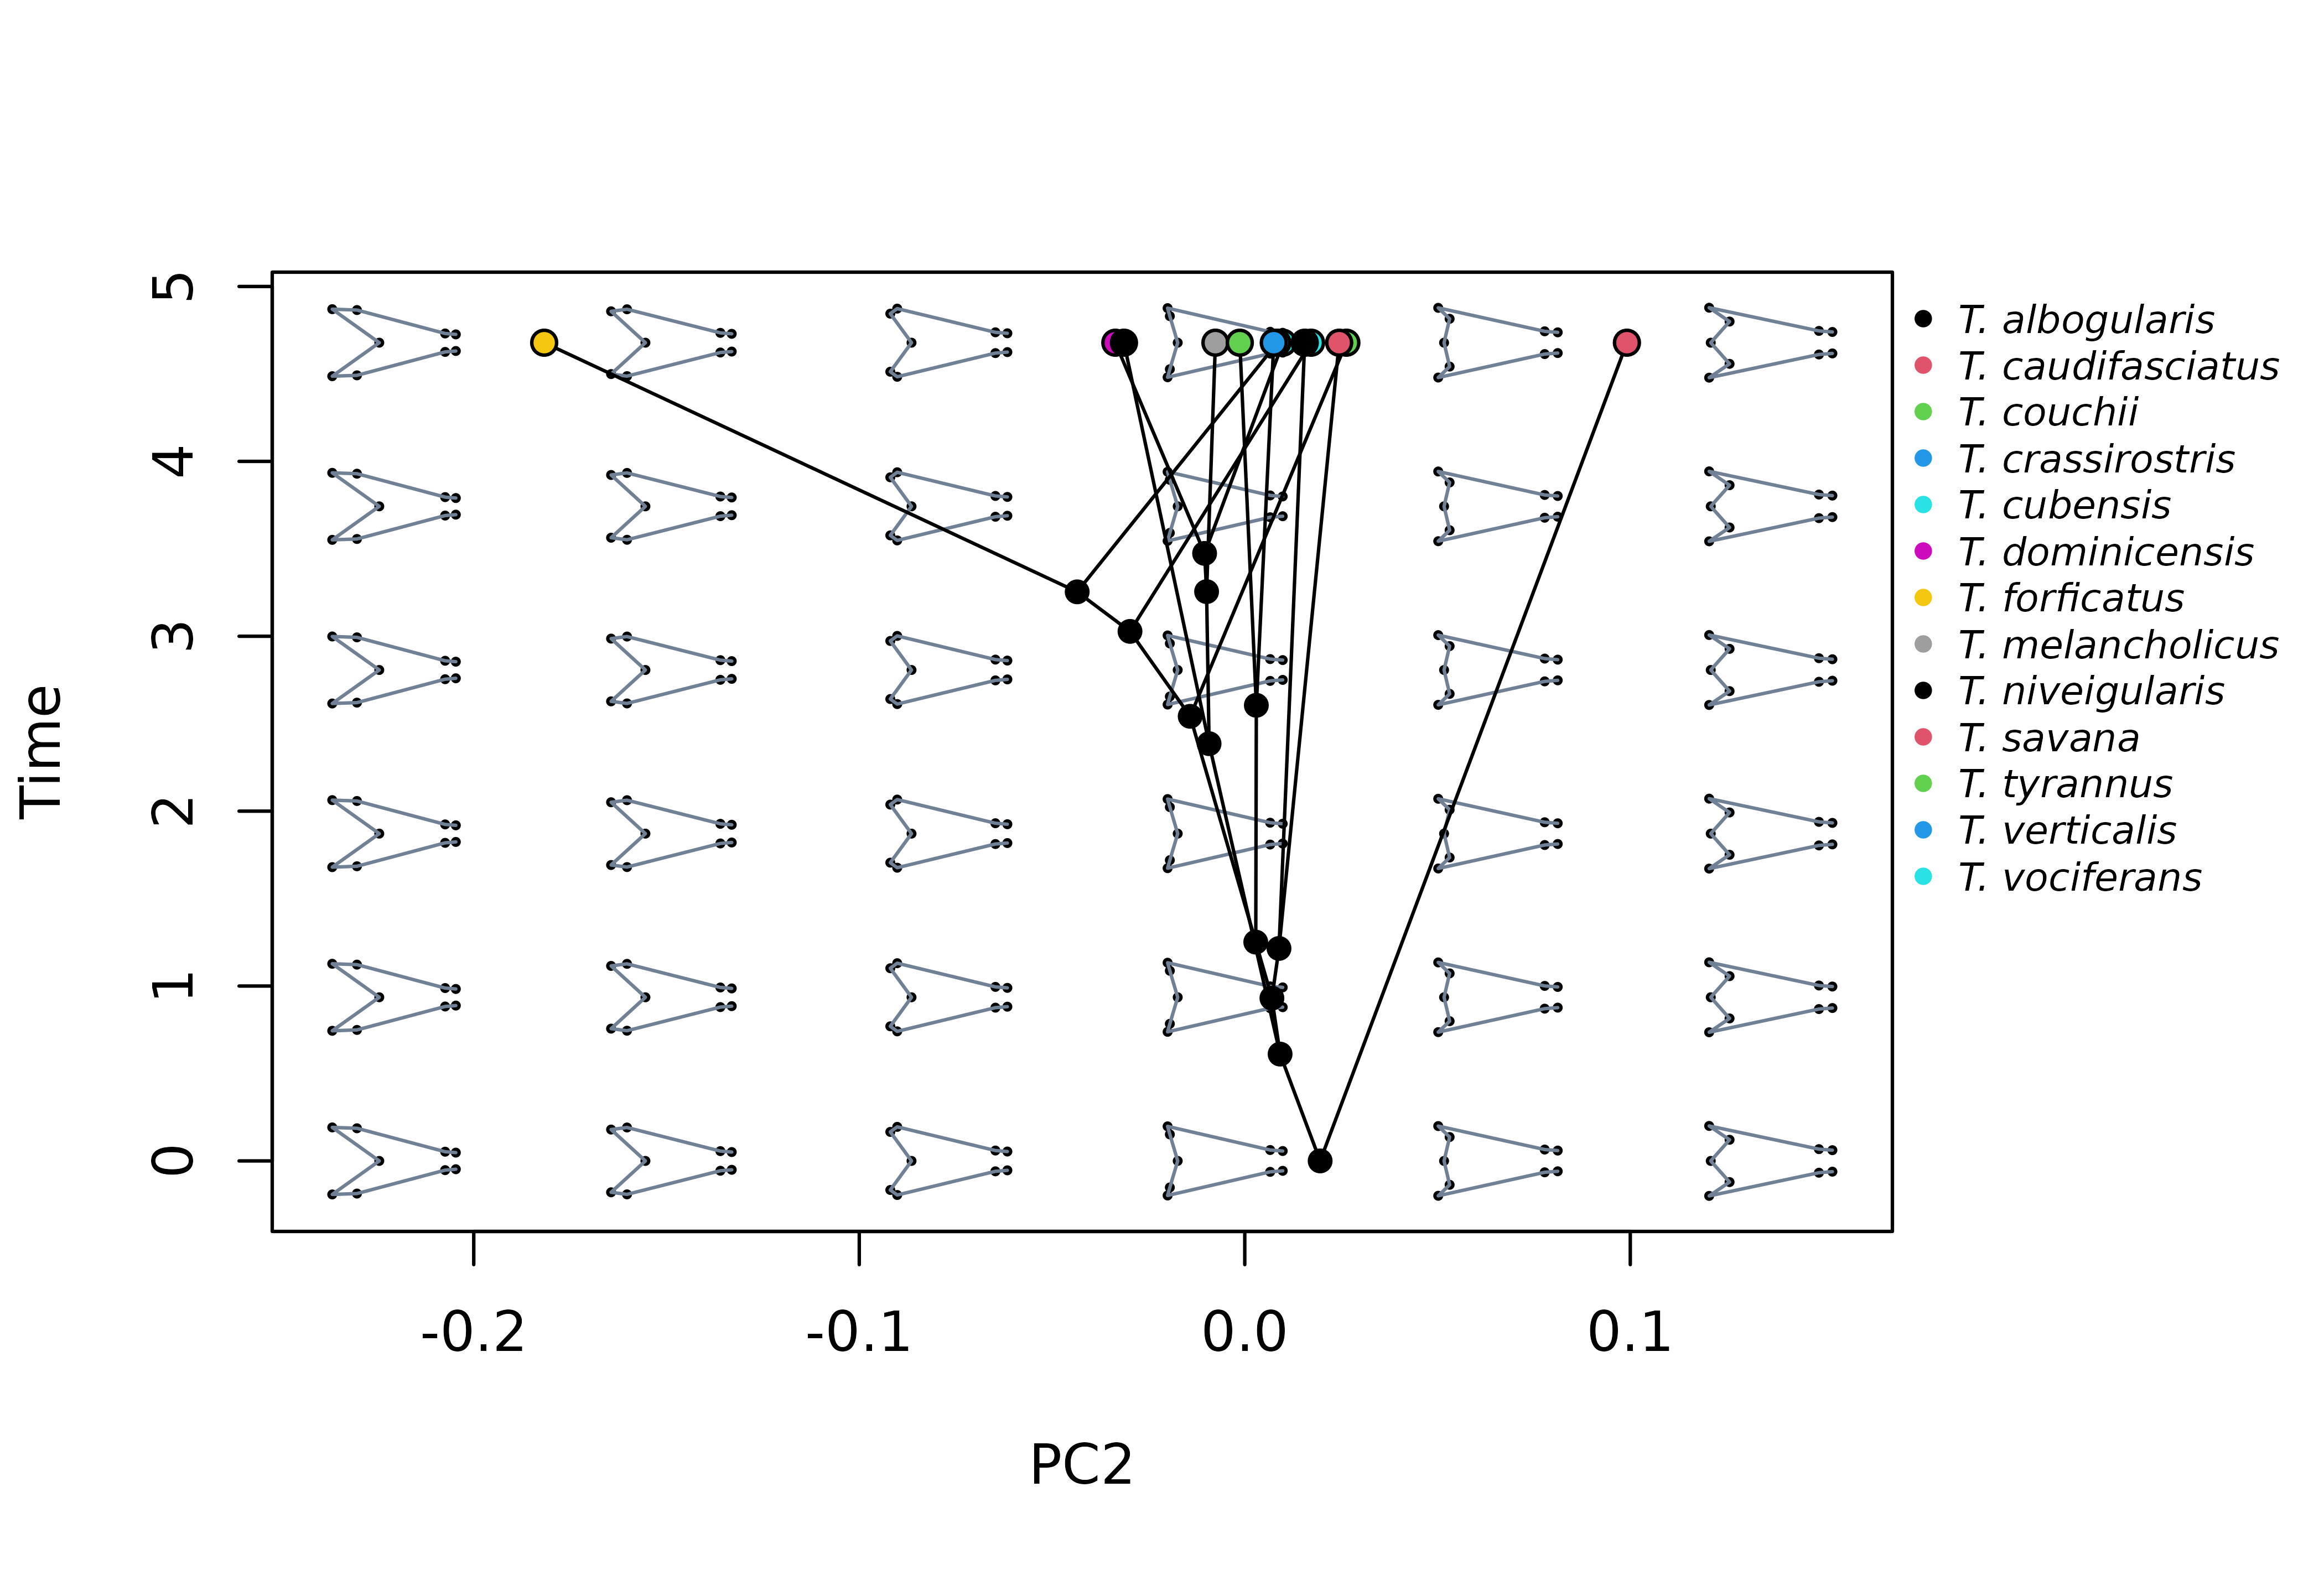 5
4
3
2
1
0
Time
-0.2
-0.1
0.0
0.1
PC2
T. albogularis
T. caudifasciatus
T. couchii
T. crassirostris
T. cubensis
T. dominicensis
T. forficatus
T. melancholicus
T. niveigularis
T. savana
T. tyrannus
T. verticalis
T. vociferans